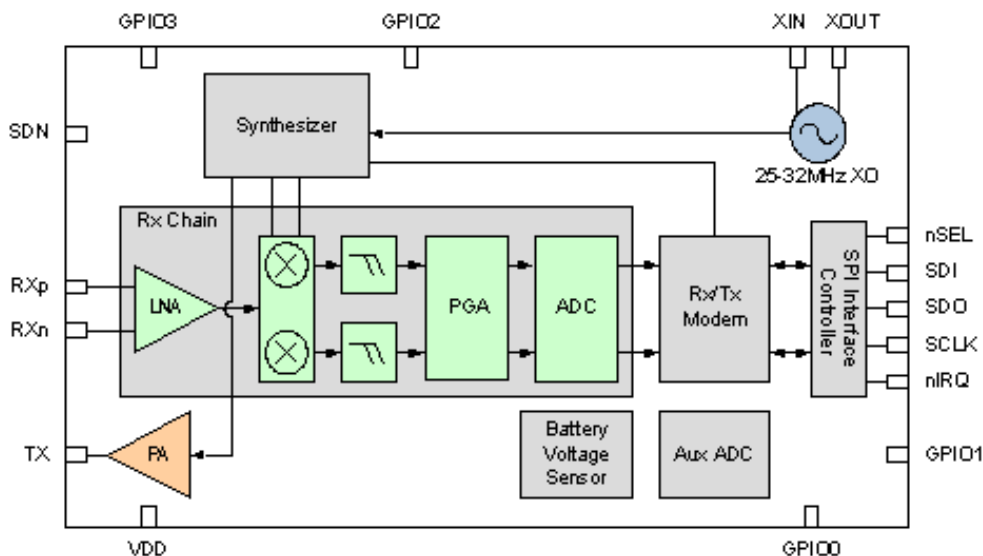 GPIO3
GPIO2
XIN
XOUT
SDN
Synthesizer
25-32MHz XO
Rx Chain
nSEL
RXp
LNA
SDI
PGA
ADC
Rx/Tx
Modem
SPI Interface
Controller
SDO
RXn
SCLK
nIRQ
TX
PA
Battery
Voltage
Sensor
Aux ADC
GPIO1
VDD
GPIO0